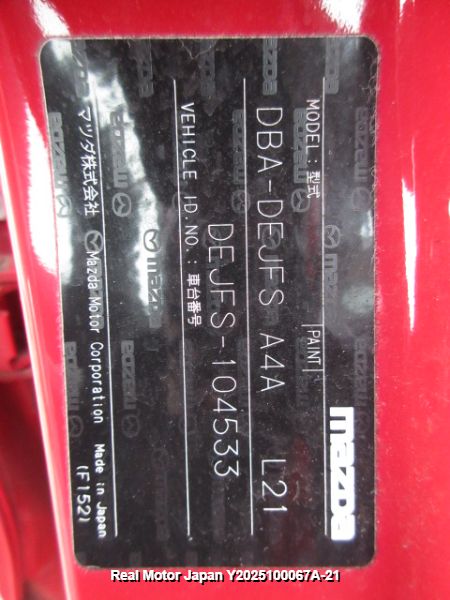 mazda
MODEL : 型式 PAINT
DBA-DEJFS A4A L21
VEHICLE ID.NO. : 車台番号
DEJFS-104533
マツダ株式会社 Mazda Motor Corporation Made in Japan
(F152)
Real Motor Japan Y2025100067A-21